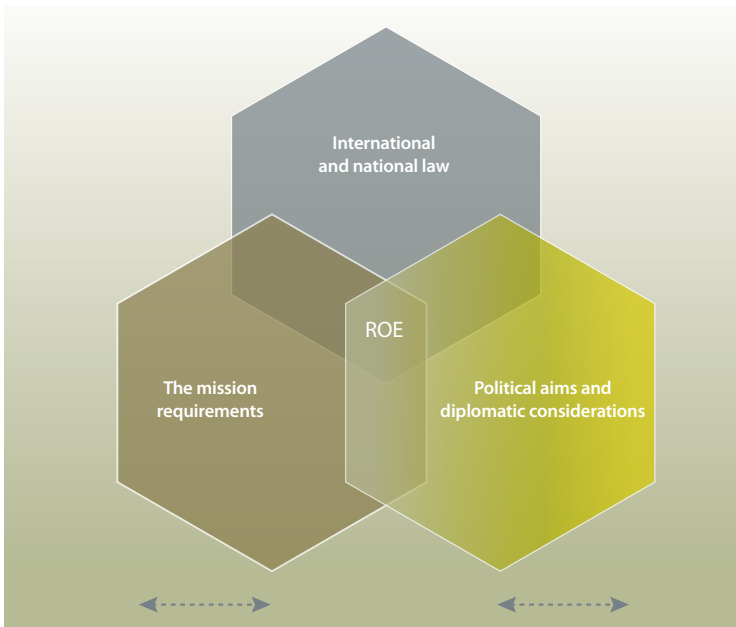 International
and national law
ROE
The mission
requirements
Political aims and
diplomatic considerations